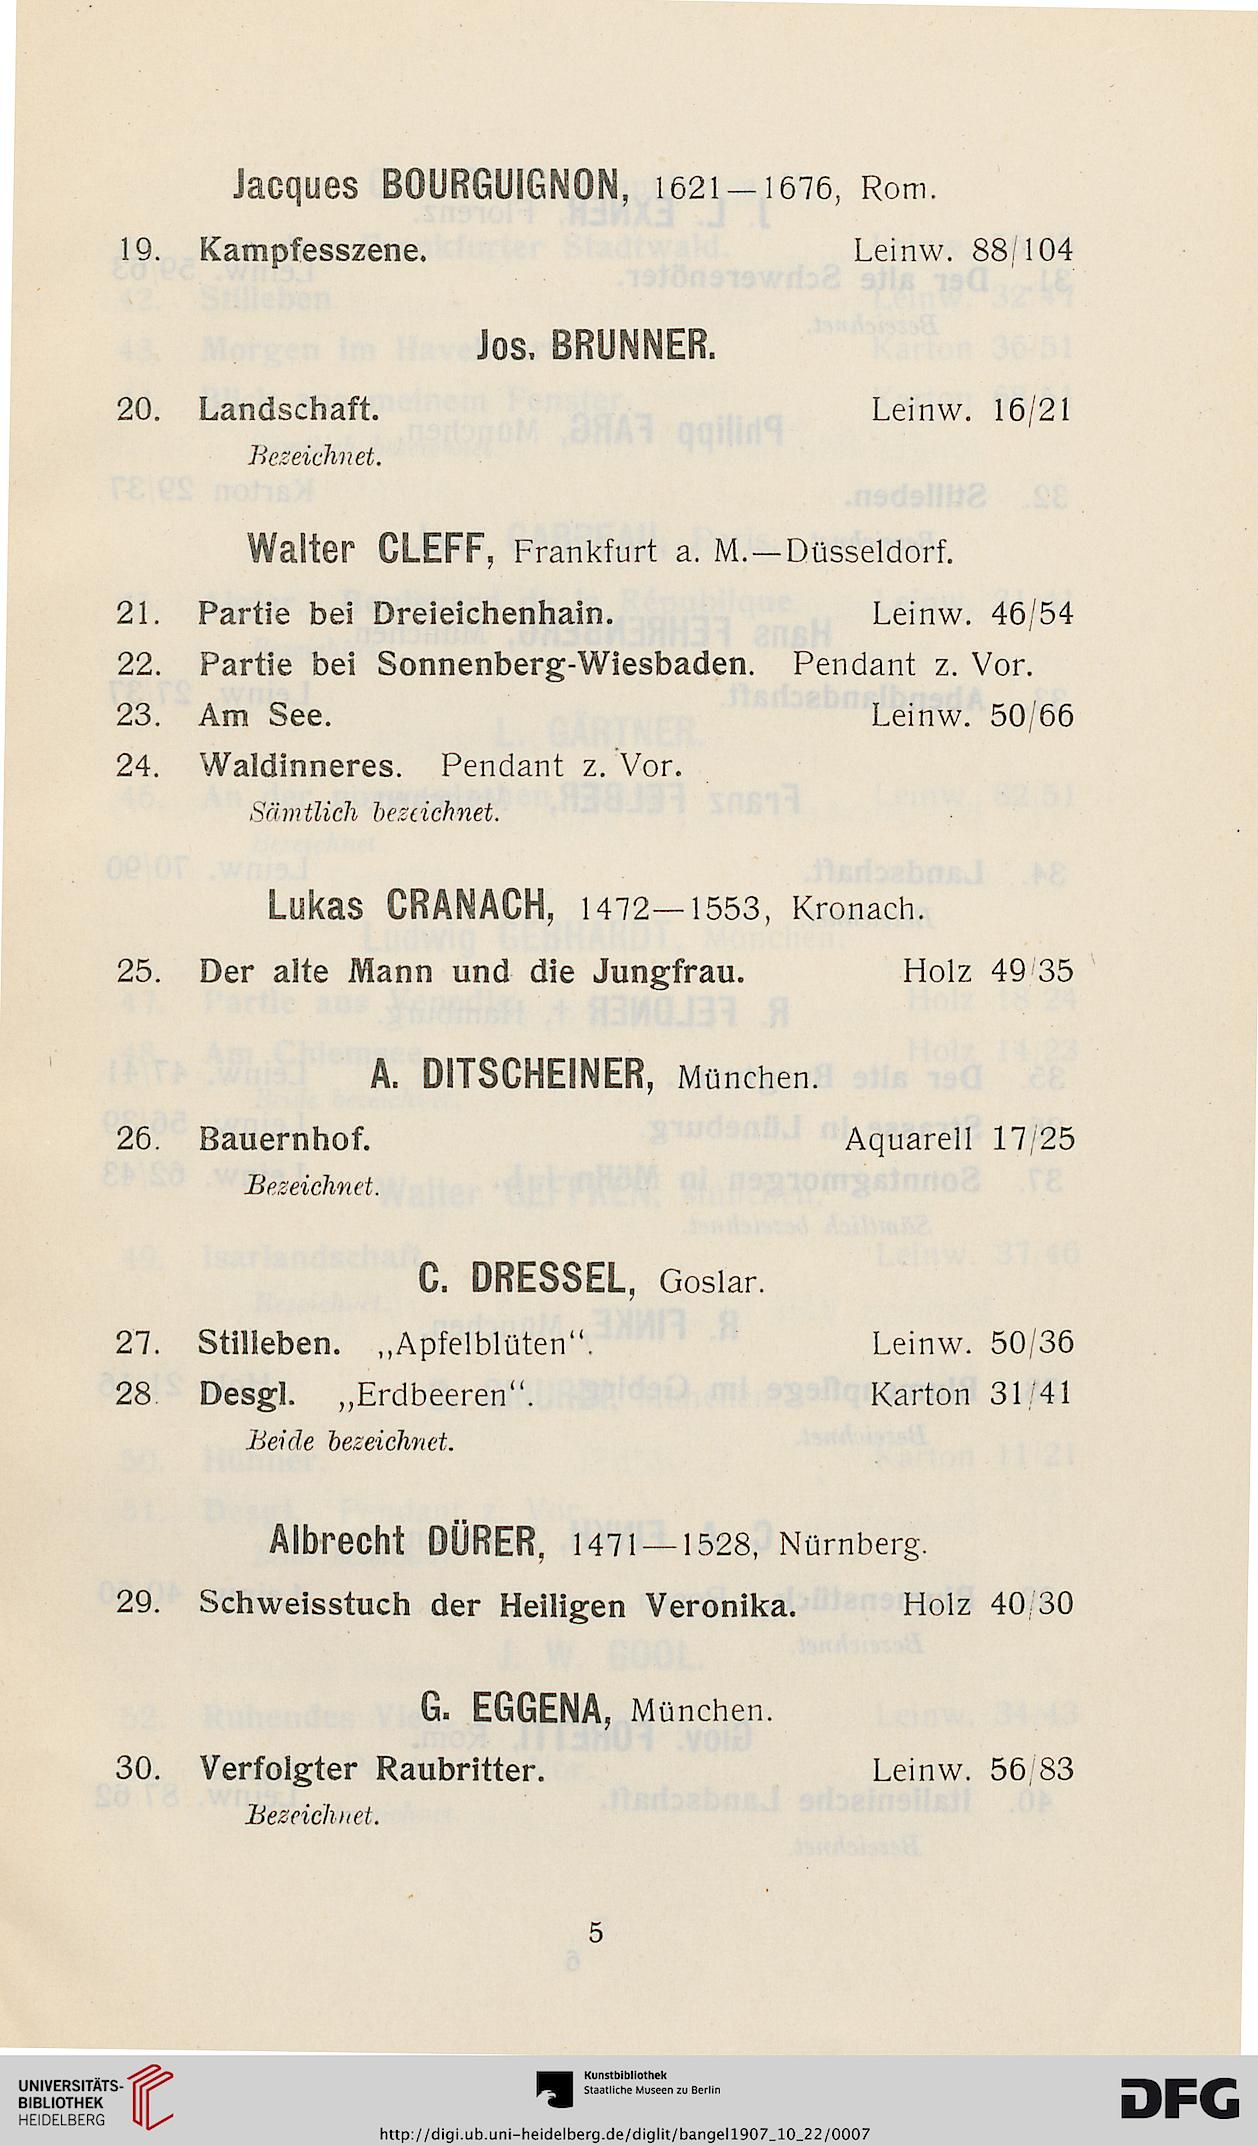 Jacques BOURGUIGNON, 1621—1676, Rom.
19. Kampfesszene. Leinw. 88/104
Jos. BRUNNER.
20. Landschaft. Leinw. 16/21
Bezeichnet.
Walter CLEFF, Frankfurt a. M.—Düsseldorf.
21. Partie bei Dreieichenhain. Leinw. 46/54
22. Partie bei Sonnenberg-Wiesbaden. Pendant z. Vor.
23. Am See. Leinw. 50/66
24. Waldinneres. Pendant z. Vor.
Sämtlich bezeichnet.
Lukas CRANACH, 1472—1553, Kronach.
25. Der alte Mann und die Jungfrau. Holz 49/35
A. DITSCHEINER, München.
26. Bauernhof. Aquarell 17/25
Bezeichnet.
C. DRESSEL, Goslar.
27. Stilleben. „Apfelblüten“. Leinw. 50/36
28. Desgl. „Erdbeeren“. Karton 31/41
Beide bezeichnet.
Albrecht DÜRER, 1471—1528, Nürnberg.
29. Schweisstuch der Heiligen Veronika. Holz 40/30
G. EGGENA, München.
30. Verfolgter Raubritter. Leinw. 56/83
Bezeichnet.
5
UNIVERSITÄTS-
BIBLIOTHEK
HEIDELBERG
Kunstbibliothek
Staatliche Museen zu Berlin
DFG
http://digi.ub.uni-heidelberg.de/diglit/bangel1907_10_22/0007